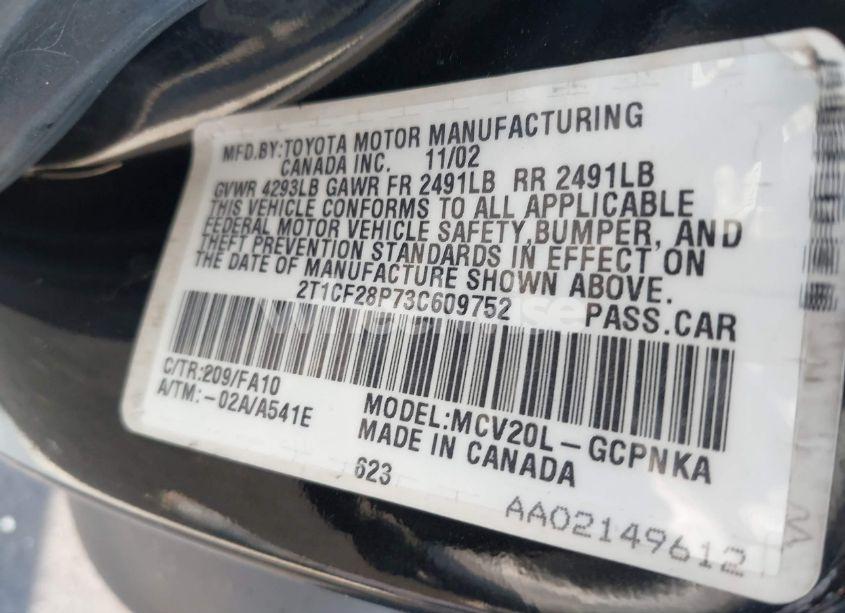 MFD.BY:TOYOTA MOTOR MANUFACTURING
CANADA INC. 11/02
GVWR 4293LB GAWR FR 2491LB RR 2491LB
THIS VEHICLE CONFORMS TO ALL APPLICABLE
FEDERAL MOTOR VEHICLE SAFETY,BUMPER, AND
THEFT PREVENTION STANDARDS IN EFFECT ON
THE DATE OF MANUFACTURE SHOWN ABOVE.
2T1CF28P73C609752 PASS.CAR
C/TR:209/FA10
A/TM:-02A/A541E
MODEL:MCV20L-GCPNKA
MADE IN CANADA
623
AA02149612